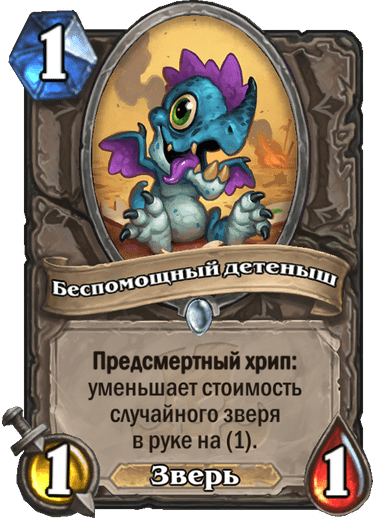 1
Беспомощный детеныш
Предсмертный хрип:
уменьшает стоимость
случайного зверя
в руке на (1).
1 Зверь 1